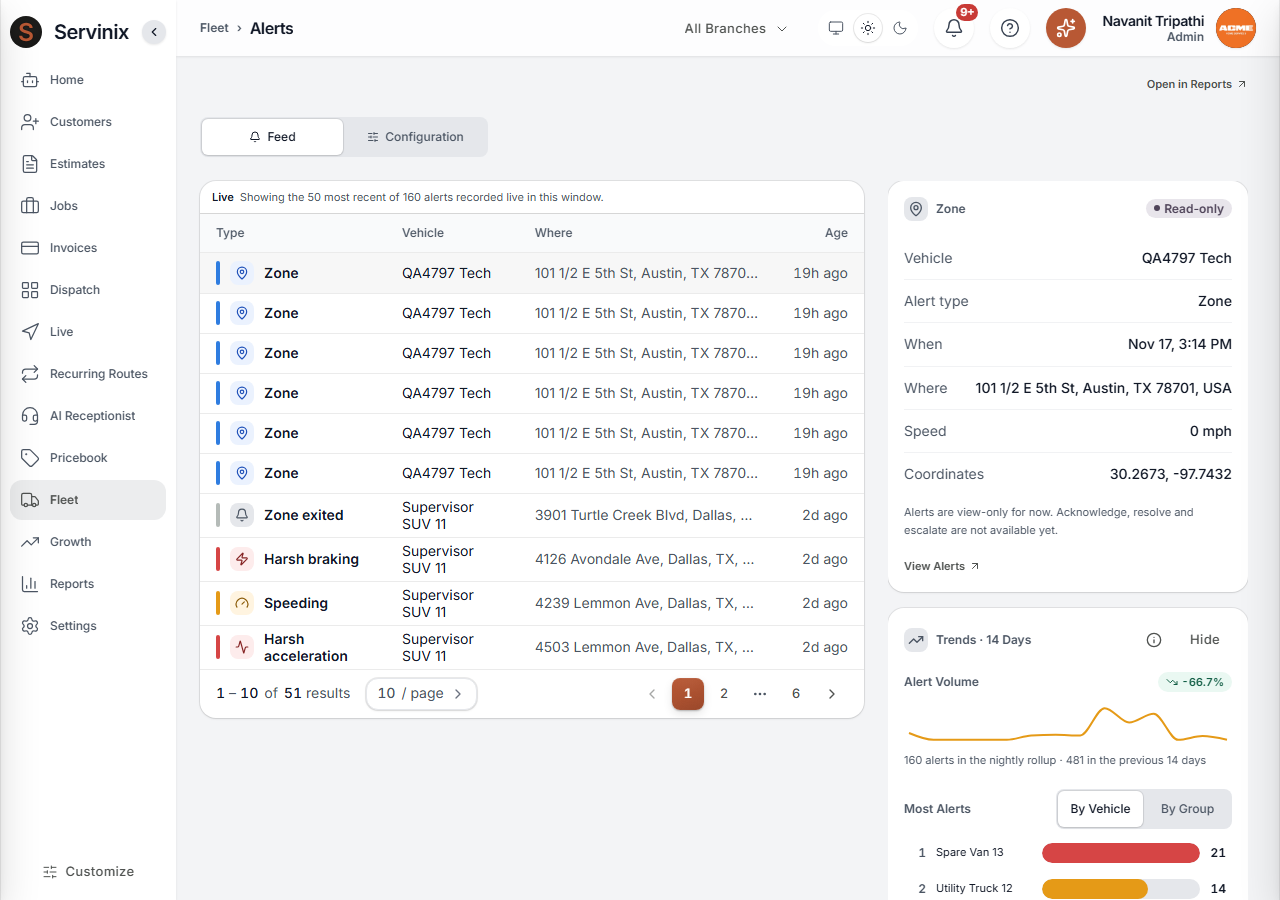 S
Servinix
Home
Customers
Estimates
Jobs
Invoices
Dispatch
Live
Recurring Routes
AI Receptionist
Pricebook
Fleet
Growth
Reports
Settings
Customize
Fleet › Alerts
All Branches
9+
Navanit Tripathi
Admin
ACME
Open in Reports
Feed
Configuration
Live Showing the 50 most recent of 160 alerts recorded live in this window.
Type Vehicle Where Age
Zone QA4797 Tech 101 1/2 E 5th St, Austin, TX 7870... 19h ago
Zone QA4797 Tech 101 1/2 E 5th St, Austin, TX 7870... 19h ago
Zone QA4797 Tech 101 1/2 E 5th St, Austin, TX 7870... 19h ago
Zone QA4797 Tech 101 1/2 E 5th St, Austin, TX 7870... 19h ago
Zone QA4797 Tech 101 1/2 E 5th St, Austin, TX 7870... 19h ago
Zone QA4797 Tech 101 1/2 E 5th St, Austin, TX 7870... 19h ago
Zone exited Supervisor SUV 11 3901 Turtle Creek Blvd, Dallas, ... 2d ago
Harsh braking Supervisor SUV 11 4126 Avondale Ave, Dallas, TX, ... 2d ago
Speeding Supervisor SUV 11 4239 Lemmon Ave, Dallas, TX, ... 2d ago
Harsh acceleration Supervisor SUV 11 4503 Lemmon Ave, Dallas, TX, ... 2d ago
1 – 10 of 51 results 10 / page 1 2 ... 6
Zone Read-only
Vehicle QA4797 Tech
Alert type Zone
When Nov 17, 3:14 PM
Where 101 1/2 E 5th St, Austin, TX 78701, USA
Speed 0 mph
Coordinates 30.2673, -97.7432
Alerts are view-only for now. Acknowledge, resolve and
escalate are not available yet.
View Alerts
Trends · 14 Days Hide
Alert Volume -66.7%
160 alerts in the nightly rollup · 481 in the previous 14 days
Most Alerts By Vehicle By Group
1 Spare Van 13 21
2 Utility Truck 12 14